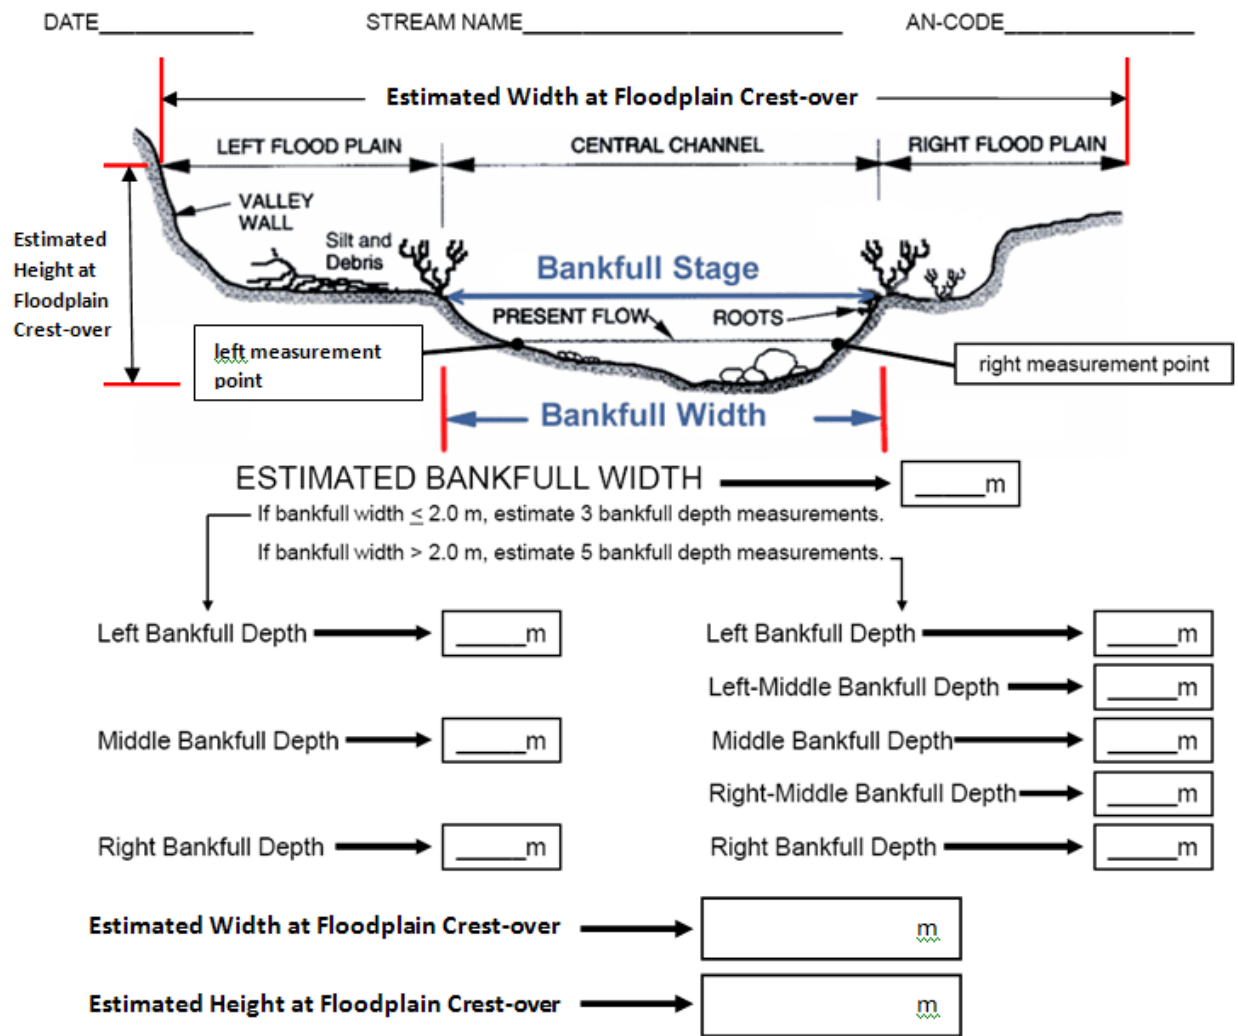 DATE_____________ STREAM NAME___________________________ AN-CODE________________
Estimated Width at Floodplain Crest-over
LEFT FLOOD PLAIN CENTRAL CHANNEL RIGHT FLOOD PLAIN
VALLEY
WALL
Silt and
Debris
Estimated
Height at
Floodplain
Crest-over
Bankfull Stage
PRESENT FLOW ROOTS
left measurement
point
right measurement point
Bankfull Width
ESTIMATED BANKFULL WIDTH _____m
If bankfull width ≤ 2.0 m, estimate 3 bankfull depth measurements.
If bankfull width > 2.0 m, estimate 5 bankfull depth measurements.
Left Bankfull Depth _____m Left Bankfull Depth _____m
Left-Middle Bankfull Depth _____m
Middle Bankfull Depth _____m Middle Bankfull Depth _____m
Right-Middle Bankfull Depth _____m
Right Bankfull Depth _____m Right Bankfull Depth _____m
Estimated Width at Floodplain Crest-over m
Estimated Height at Floodplain Crest-over m